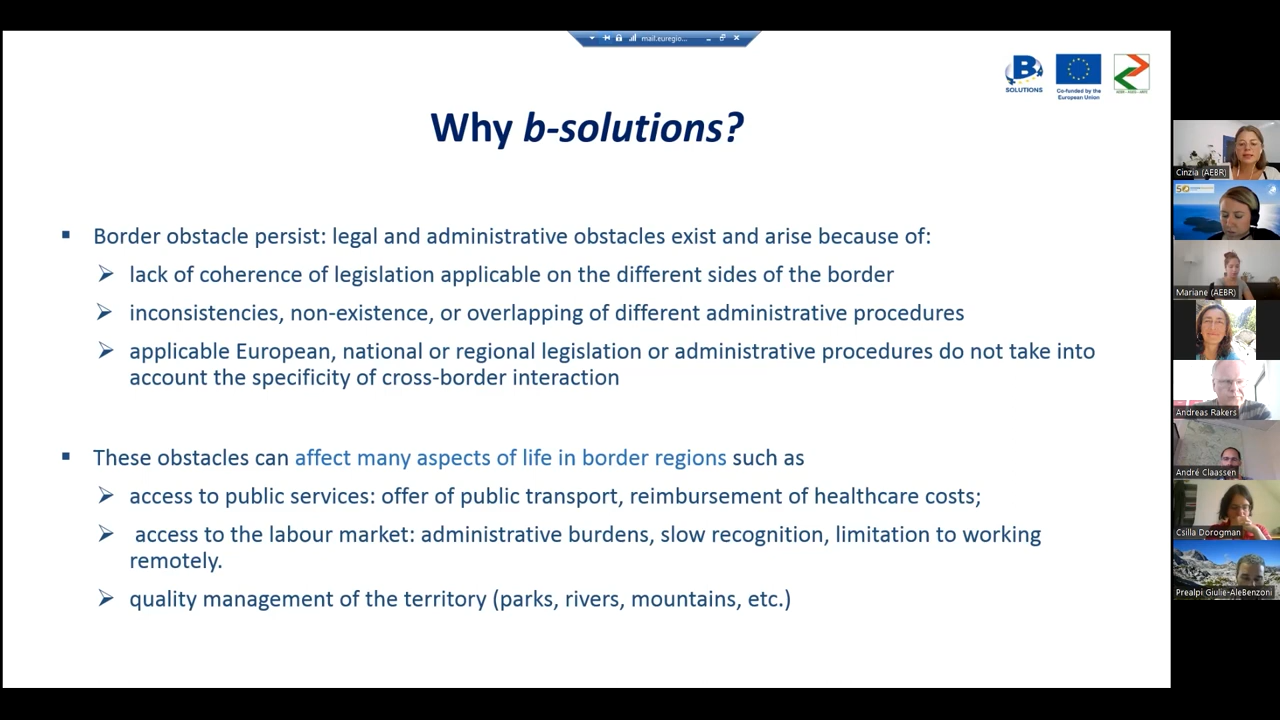 mail.euregio...
B
SOLUTIONS
Co-funded by the
European Union
Why b-solutions?
Border obstacle persist: legal and administrative obstacles exist and arise because of:
lack of coherence of legislation applicable on the different sides of the border
inconsistencies, non-existence, or overlapping of different administrative procedures
applicable European, national or regional legislation or administrative procedures do not take into
account the specificity of cross-border interaction
These obstacles can affect many aspects of life in border regions such as
access to public services: offer of public transport, reimbursement of healthcare costs;
access to the labour market: administrative burdens, slow recognition, limitation to working
remotely.
quality management of the territory (parks, rivers, mountains, etc.)
Cinzia (AEBR)
Mariane (AEBR)
Andreas Rakers
André Claassen
Csilla Dorogman
Prealpi Giulie-AleBenzoni